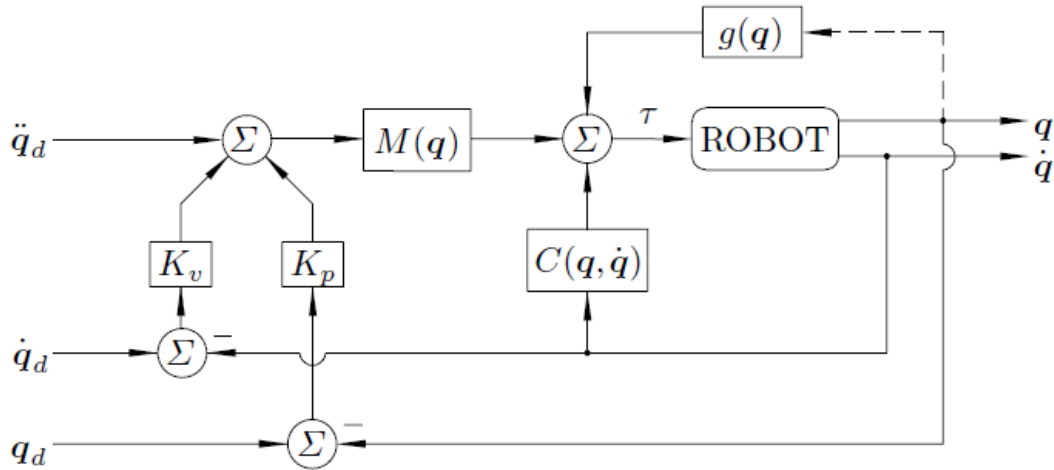 g(q)
q̈_d Σ M(q) Σ τ ROBOT q
q̇
K_v K_p C(q, q̇)
q̇_d Σ −
q_d Σ −